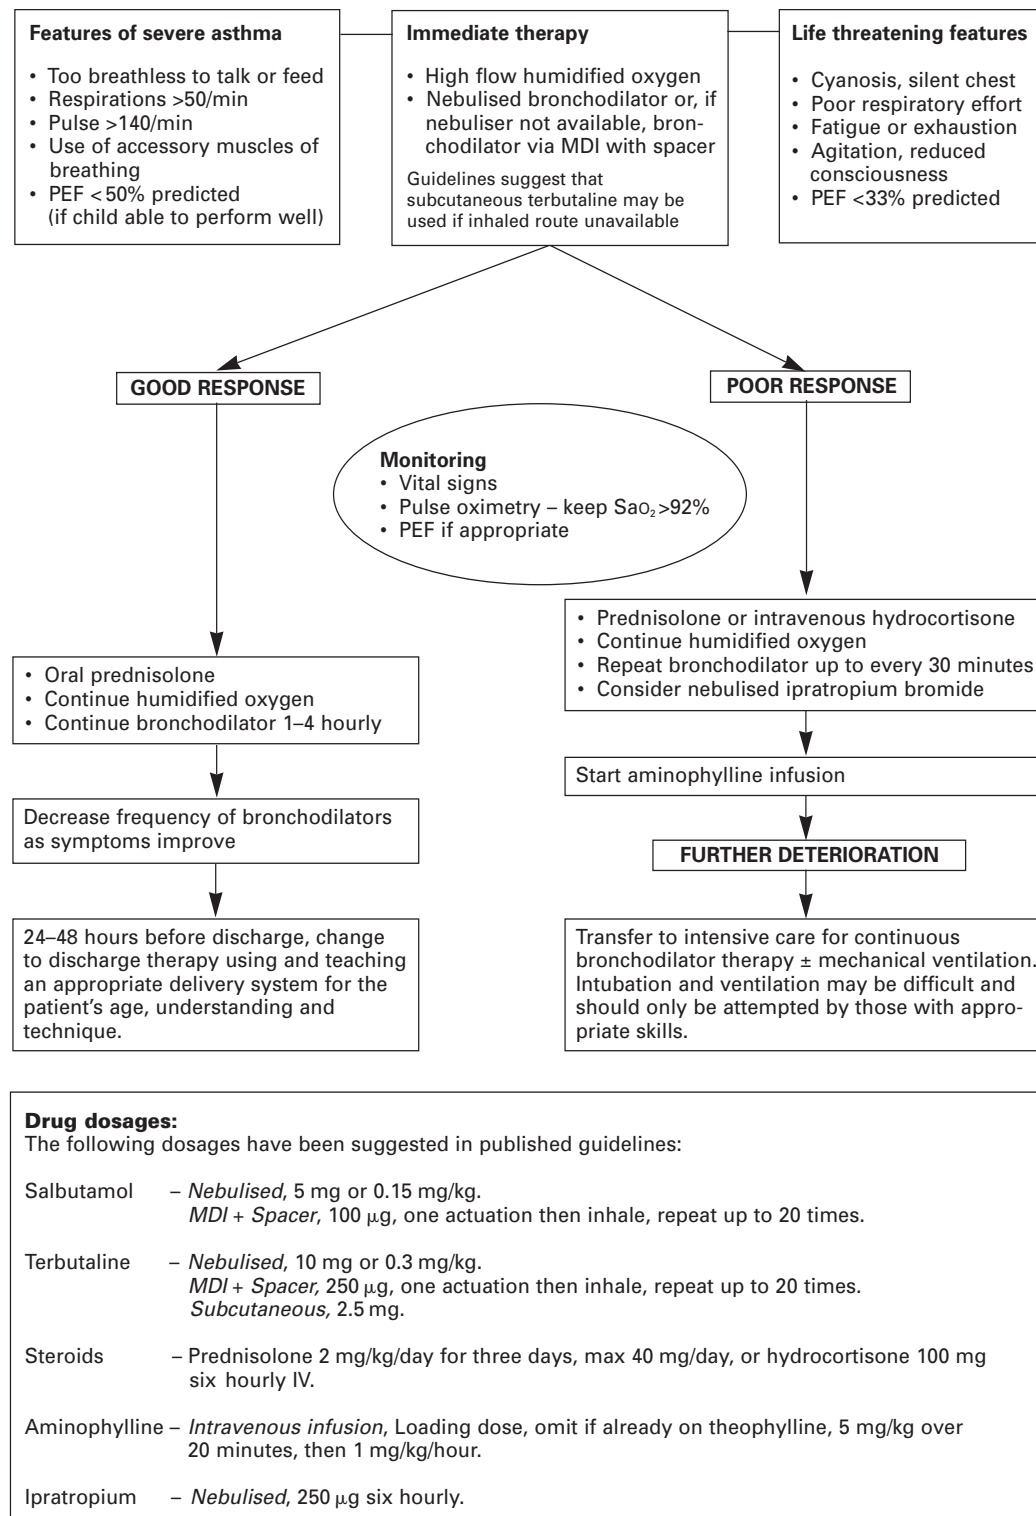 Features of severe asthma
• Too breathless to talk or feed
• Respirations >50/min
• Pulse >140/min
• Use of accessory muscles of
breathing
• PEF <50% predicted
(if child able to perform well)
Immediate therapy
• High flow humidified oxygen
• Nebulised bronchodilator or, if
nebuliser not available, bron-
chodilator via MDI with spacer
Guidelines suggest that
subcutaneous terbutaline may be
used if inhaled route unavailable
Life threatening features
• Cyanosis, silent chest
• Poor respiratory effort
• Fatigue or exhaustion
• Agitation, reduced
consciousness
• PEF <33% predicted
GOOD RESPONSE
POOR RESPONSE
Monitoring
• Vital signs
• Pulse oximetry – keep SaO₂ >92%
• PEF if appropriate
• Oral prednisolone
• Continue humidified oxygen
• Continue bronchodilator 1–4 hourly
Decrease frequency of bronchodilators
as symptoms improve
24–48 hours before discharge, change
to discharge therapy using and teaching
an appropriate delivery system for the
patient's age, understanding and
technique.
• Prednisolone or intravenous hydrocortisone
• Continue humidified oxygen
• Repeat bronchodilator up to every 30 minutes
• Consider nebulised ipratropium bromide
Start aminophylline infusion
FURTHER DETERIORATION
Transfer to intensive care for continuous
bronchodilator therapy ± mechanical ventilation.
Intubation and ventilation may be difficult and
should only be attempted by those with appro-
priate skills.
Drug dosages:
The following dosages have been suggested in published guidelines:
Salbutamol – Nebulised, 5 mg or 0.15 mg/kg.
MDI + Spacer, 100 µg, one actuation then inhale, repeat up to 20 times.
Terbutaline – Nebulised, 10 mg or 0.3 mg/kg.
MDI + Spacer, 250 µg, one actuation then inhale, repeat up to 20 times.
Subcutaneous, 2.5 mg.
Steroids – Prednisolone 2 mg/kg/day for three days, max 40 mg/day, or hydrocortisone 100 mg
six hourly IV.
Aminophylline – Intravenous infusion, Loading dose, omit if already on theophylline, 5 mg/kg over
20 minutes, then 1 mg/kg/hour.
Ipratropium – Nebulised, 250 µg six hourly.